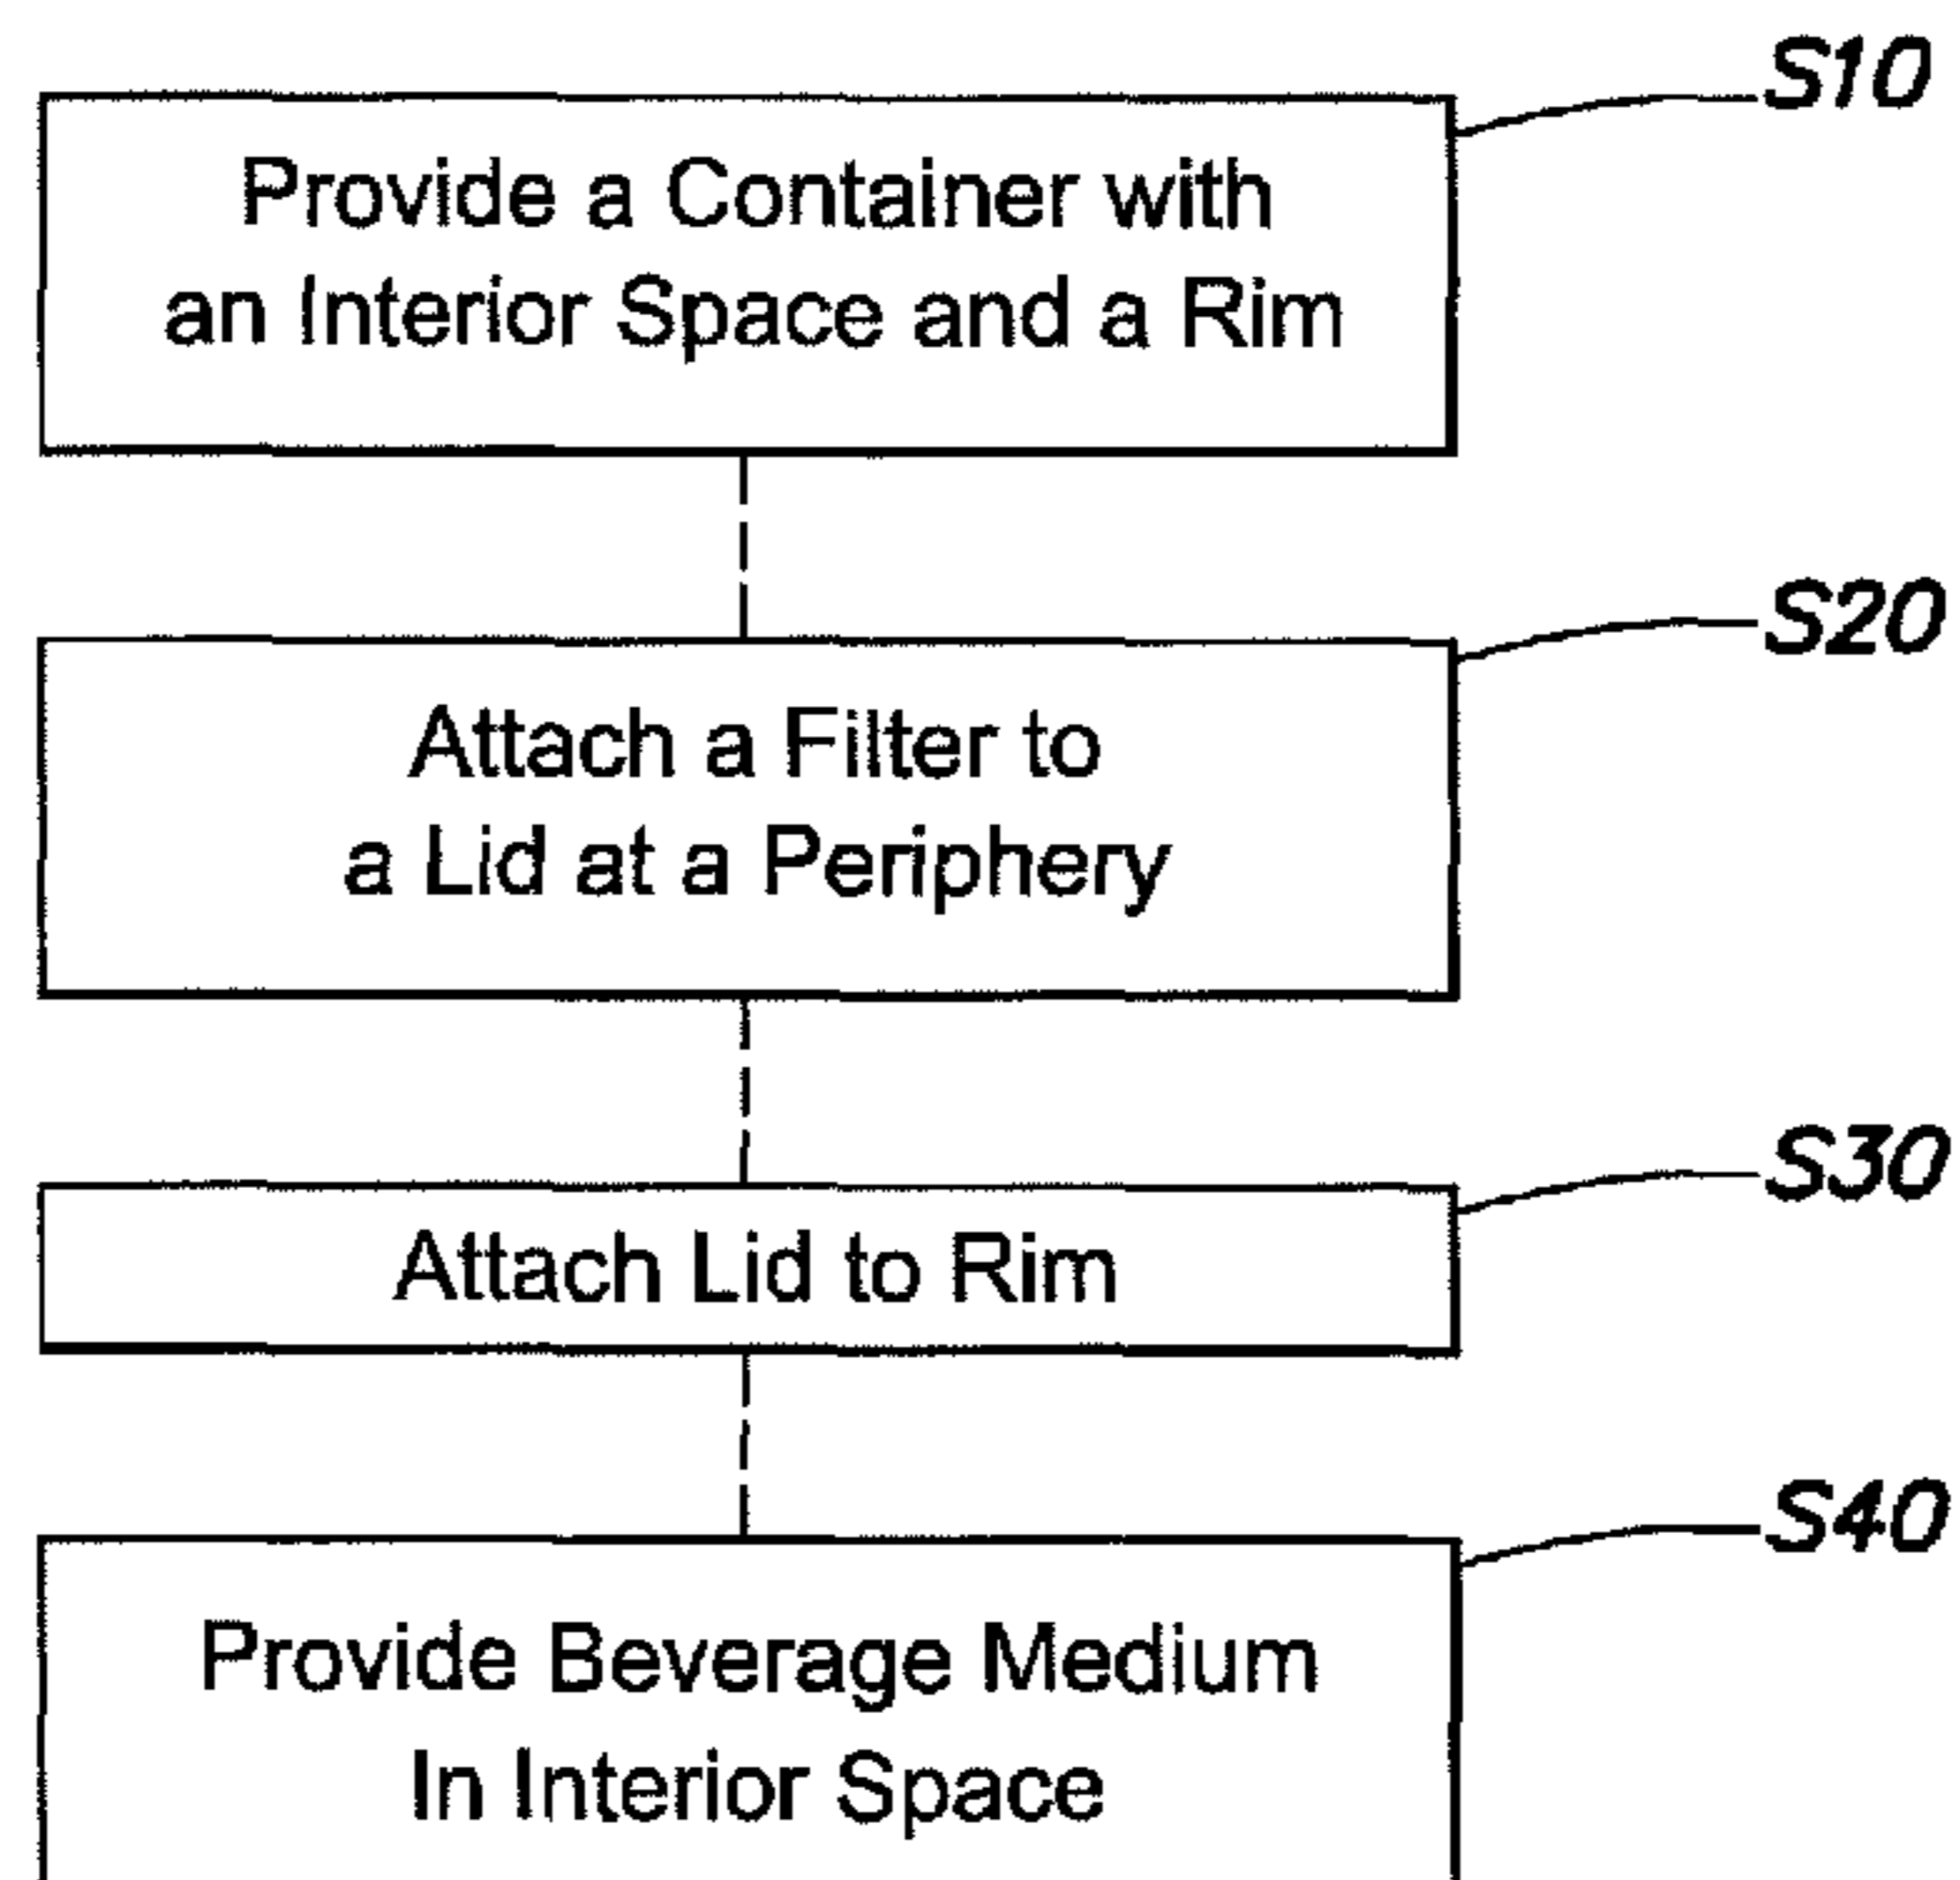 S10
Provide a Container with
an Interior Space and a Rim
S20
Attach a Filter to
a Lid at a Periphery
S30
Attach Lid to Rim
S40
Provide Beverage Medium
In Interior Space